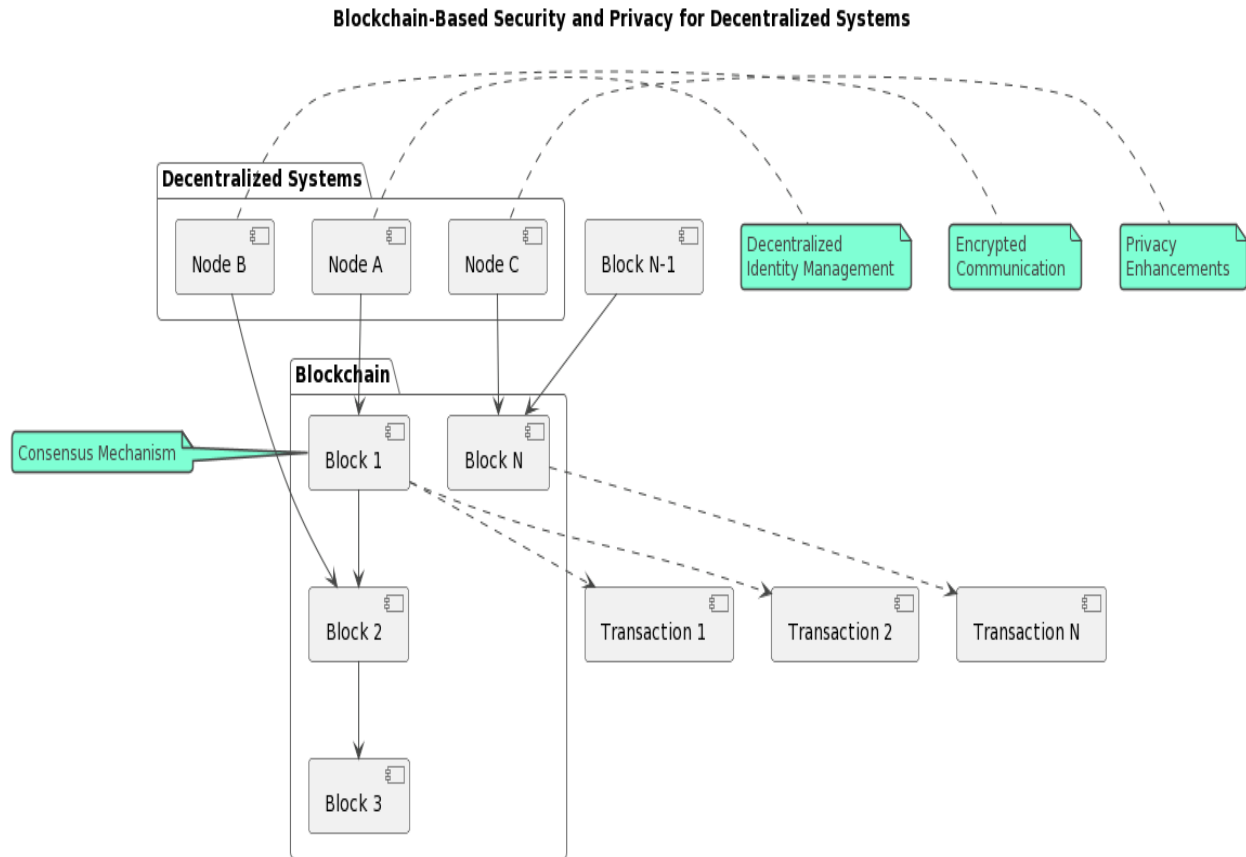 Blockchain-Based Security and Privacy for Decentralized Systems
Decentralized Systems
Node B
Node A
Node C
Block N-1
Decentralized
Identity Management
Encrypted
Communication
Privacy
Enhancements
Blockchain
Consensus Mechanism
Block 1
Block N
Block 2
Transaction 1
Transaction 2
Transaction N
Block 3